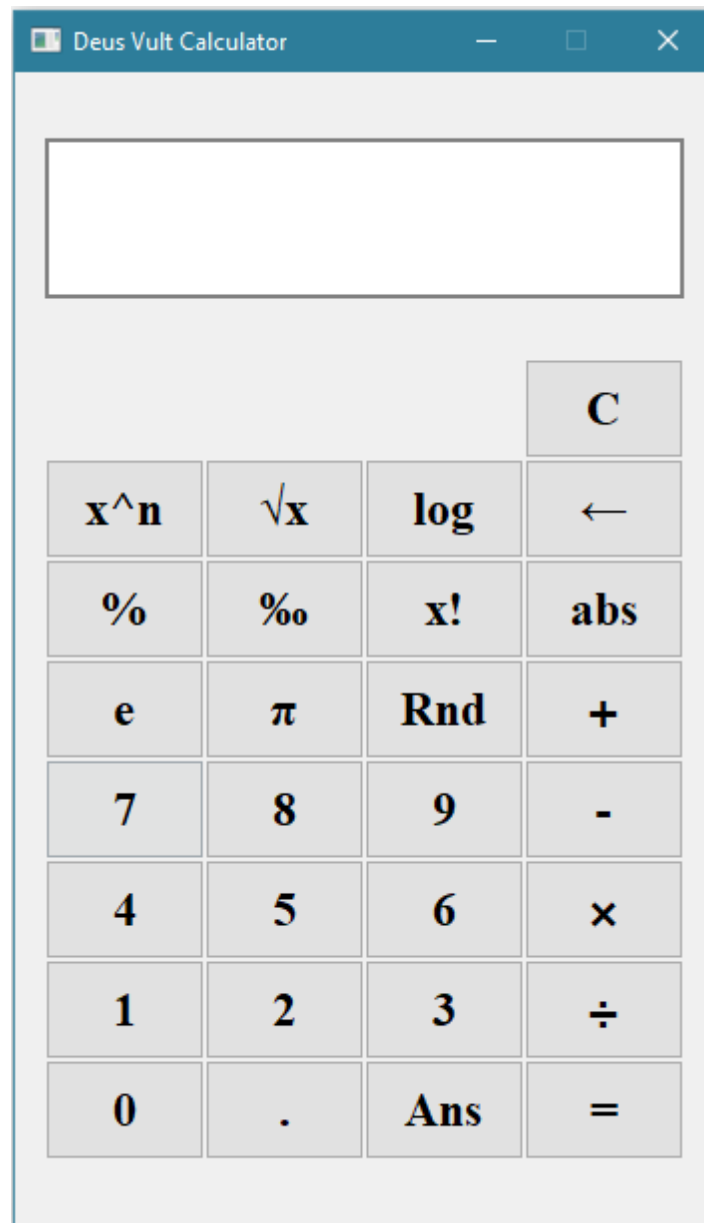 Deus Vult Calculator
C
x^n √x log ←
% ‰ x! abs
e π Rnd +
7 8 9 -
4 5 6 ×
1 2 3 ÷
0 . Ans =